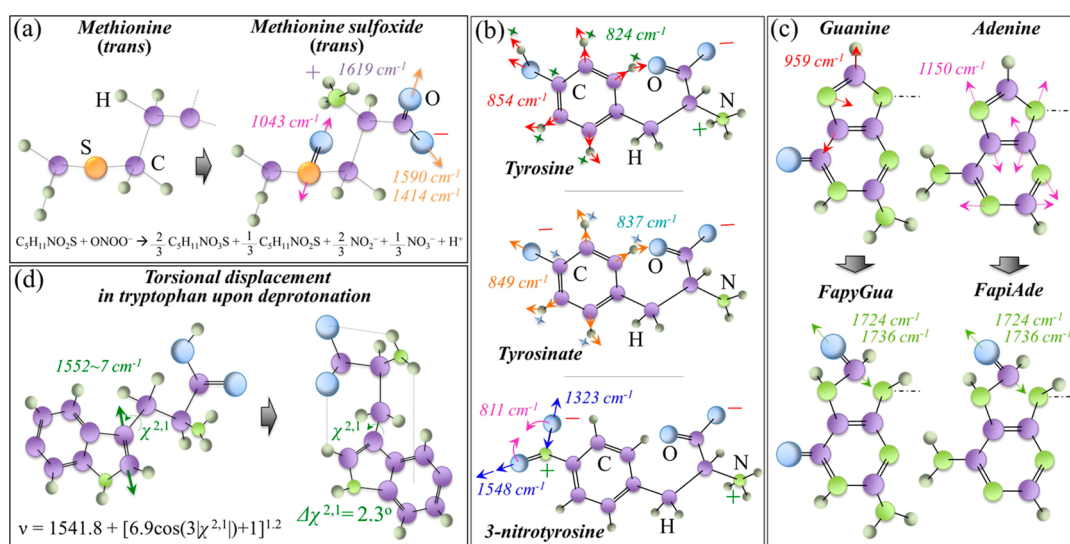 (a)
Methionine
(trans)
Methionine sulfoxide
(trans)
+
1619 cm⁻¹
H
O
1043 cm⁻¹
S
C
−
1590 cm⁻¹
1414 cm⁻¹
C₅H₁₁NO₂S + ONOO⁻ → 2/3 C₅H₁₁NO₃S + 1/3 C₅H₁₁NO₂S + 2/3 NO₂⁻ + 1/3 NO₃⁻ + H⁺
(d)
Torsional displacement
in tryptophan upon deprotonation
1552~7 cm⁻¹
χ²,¹
χ²,¹
Δχ²,¹ = 2.3º
ν = 1541.8 + [6.9cos(3|χ²,¹|)+1]¹·²
(b)
824 cm⁻¹
−
C
O
N
854 cm⁻¹
+
H
Tyrosine
−
837 cm⁻¹
−
C
O
N
849 cm⁻¹
H
Tyrosinate
1323 cm⁻¹
811 cm⁻¹
−
−
C
O
N
+
1548 cm⁻¹
H
+
3-nitrotyrosine
(c)
Guanine
Adenine
959 cm⁻¹
1150 cm⁻¹
FapyGua
FapiAde
1724 cm⁻¹
1736 cm⁻¹
1724 cm⁻¹
1736 cm⁻¹